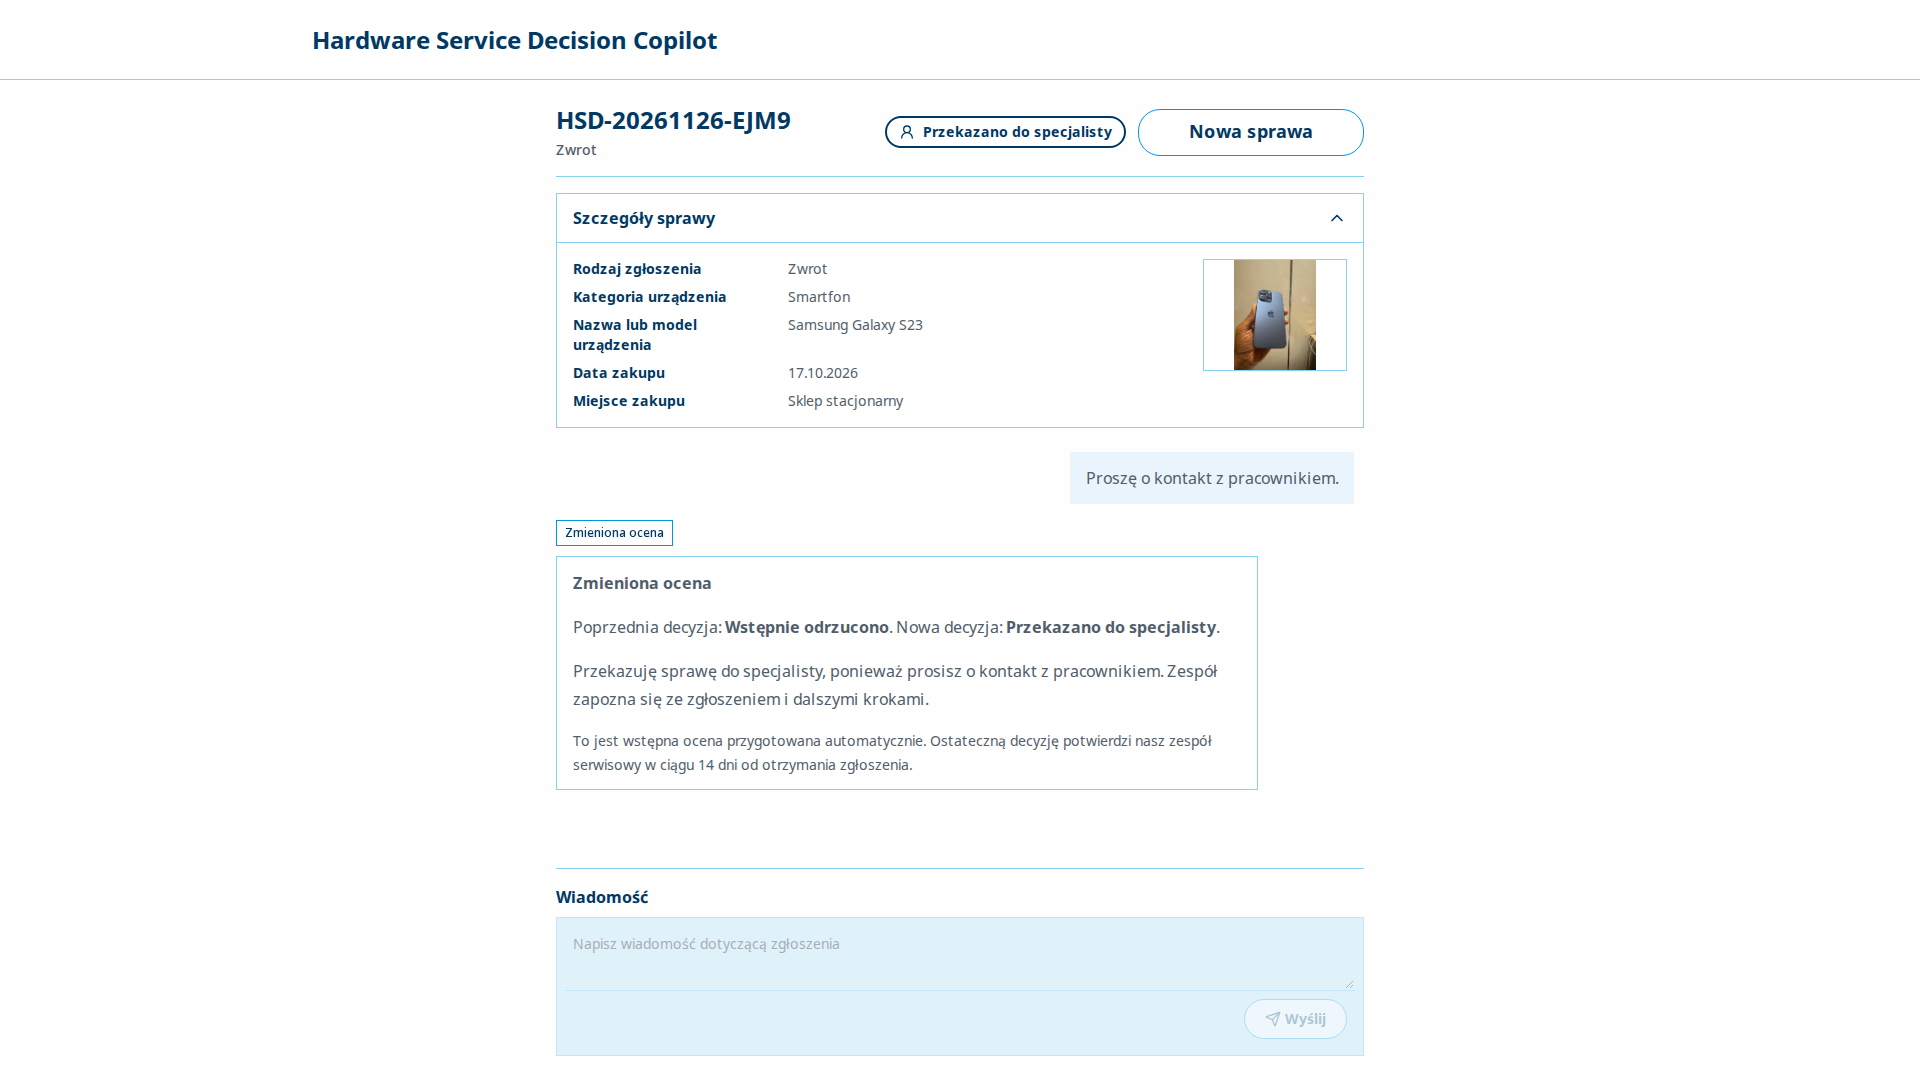 Hardware Service Decision Copilot
HSD-20261126-EJM9
Zwrot
Przekazano do specjalisty
Nowa sprawa
Szczegóły sprawy
Rodzaj zgłoszenia
Zwrot
Kategoria urządzenia
Smartfon
Nazwa lub model
urządzenia
Samsung Galaxy S23
Data zakupu
17.10.2026
Miejsce zakupu
Sklep stacjonarny
Proszę o kontakt z pracownikiem.
Zmieniona ocena
Zmieniona ocena
Poprzednia decyzja: Wstępnie odrzucono. Nowa decyzja: Przekazano do specjalisty.
Przekazuję sprawę do specjalisty, ponieważ prosisz o kontakt z pracownikiem. Zespół
zapozna się ze zgłoszeniem i dalszymi krokami.
To jest wstępna ocena przygotowana automatycznie. Ostateczną decyzję potwierdzi nasz zespół
serwisowy w ciągu 14 dni od otrzymania zgłoszenia.
Wiadomość
Napisz wiadomość dotyczącą zgłoszenia
Wyślij